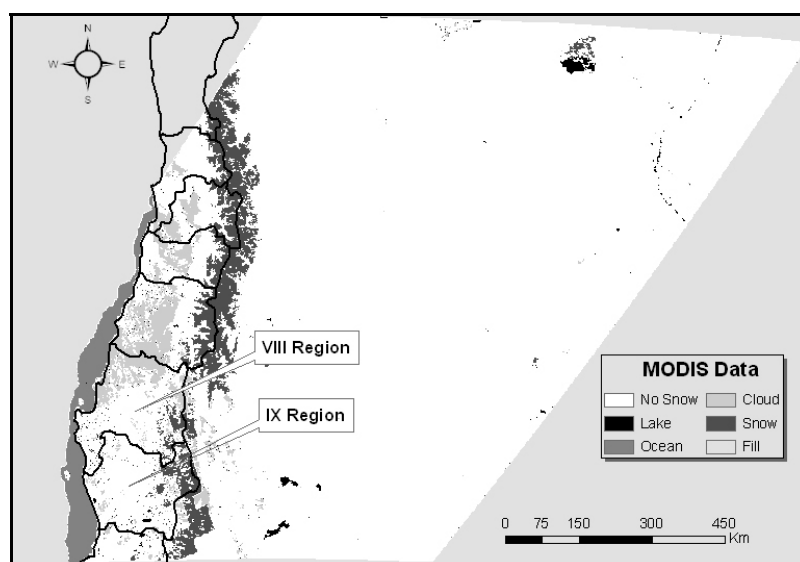 N
W E
S
VIII Region
IX Region
MODIS Data
No Snow Cloud
Lake Snow
Ocean Fill
0 75 150 300 450
Km